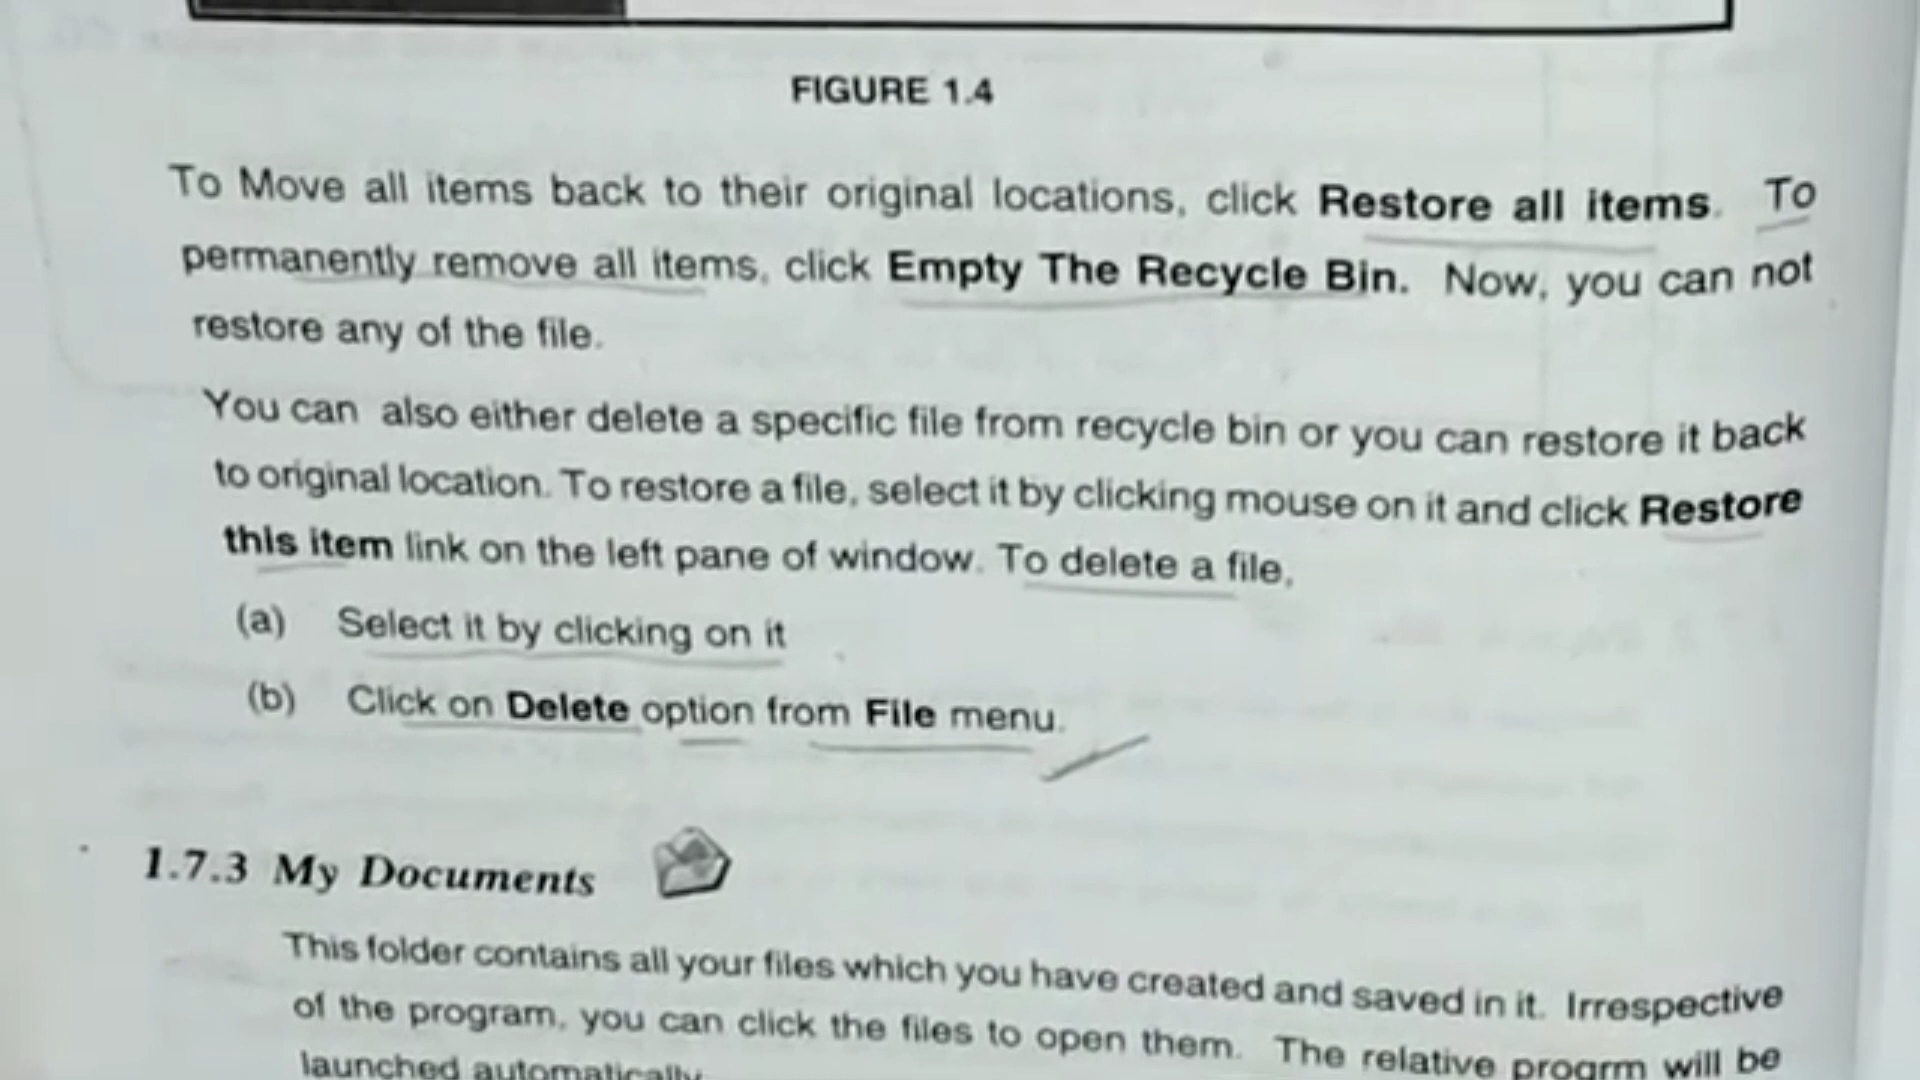 FIGURE 1.4
To Move all items back to their original locations, click Restore all items. To
permanently remove all items, click Empty The Recycle Bin. Now, you can not
restore any of the file.
You can also either delete a specific file from recycle bin or you can restore it back
to original location. To restore a file, select it by clicking mouse on it and click Restore
this item link on the left pane of window. To delete a file,
(a) Select it by clicking on it
(b) Click on Delete option from File menu.
1.7.3 My Documents
This folder contains all your files which you have created and saved in it. Irrespective
of the program, you can click the files to open them. The relative progrm will be
launched automatically